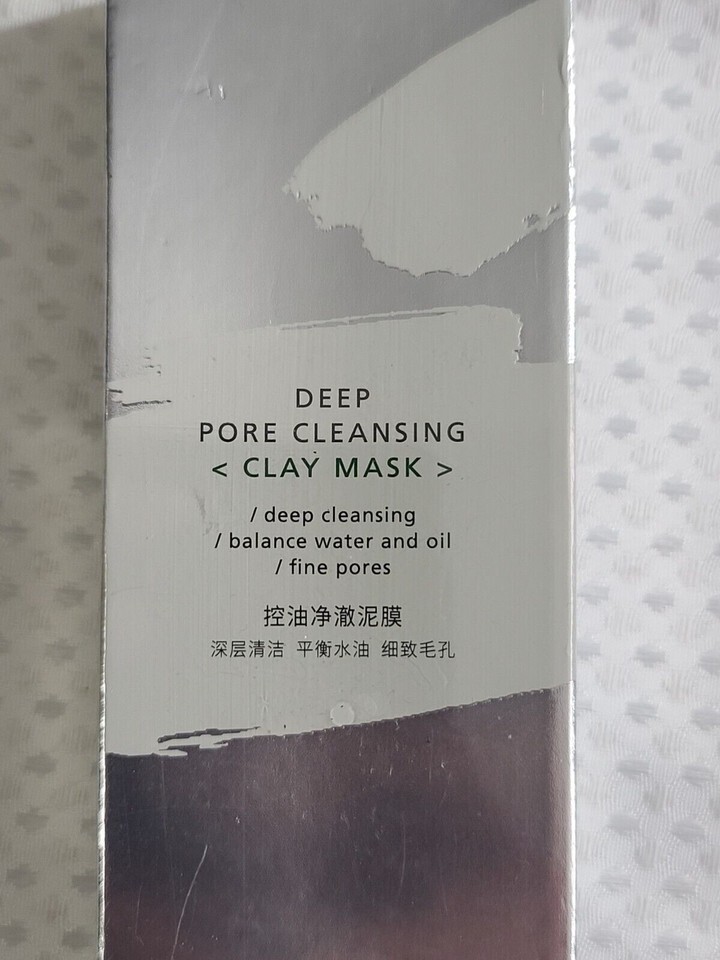 DEEP
PORE CLEANSING
< CLAY MASK >
/ deep cleansing
/ balance water and oil
/ fine pores
控油净澈泥膜
深层清洁 平衡水油 细致毛孔